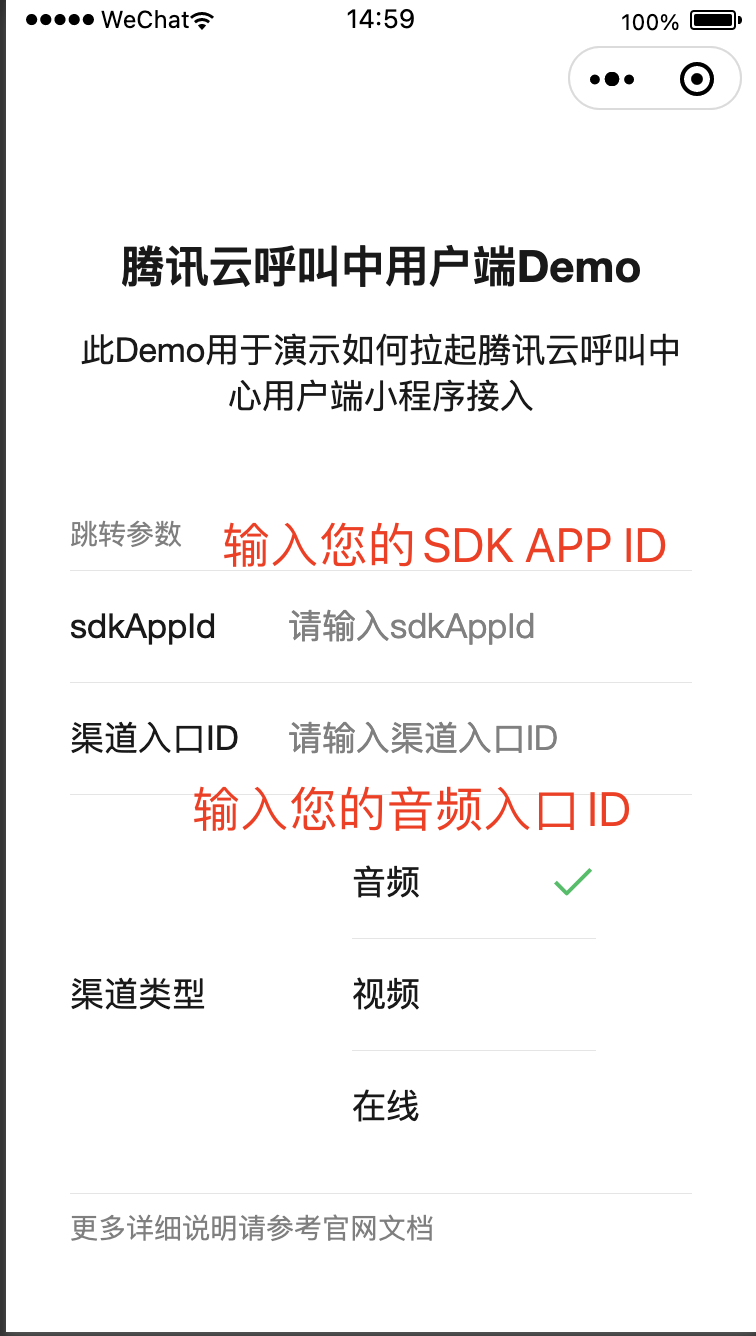 WeChat 14:59 100%
腾讯云呼叫中用户端Demo
此Demo用于演示如何拉起腾讯云呼叫中
心用户端小程序接入
跳转参数 输入您的SDK APP ID
sdkAppId 请输入sdkAppId
渠道入口ID 请输入渠道入口ID
输入您的音频入口ID
音频
渠道类型 视频
在线
更多详细说明请参考官网文档